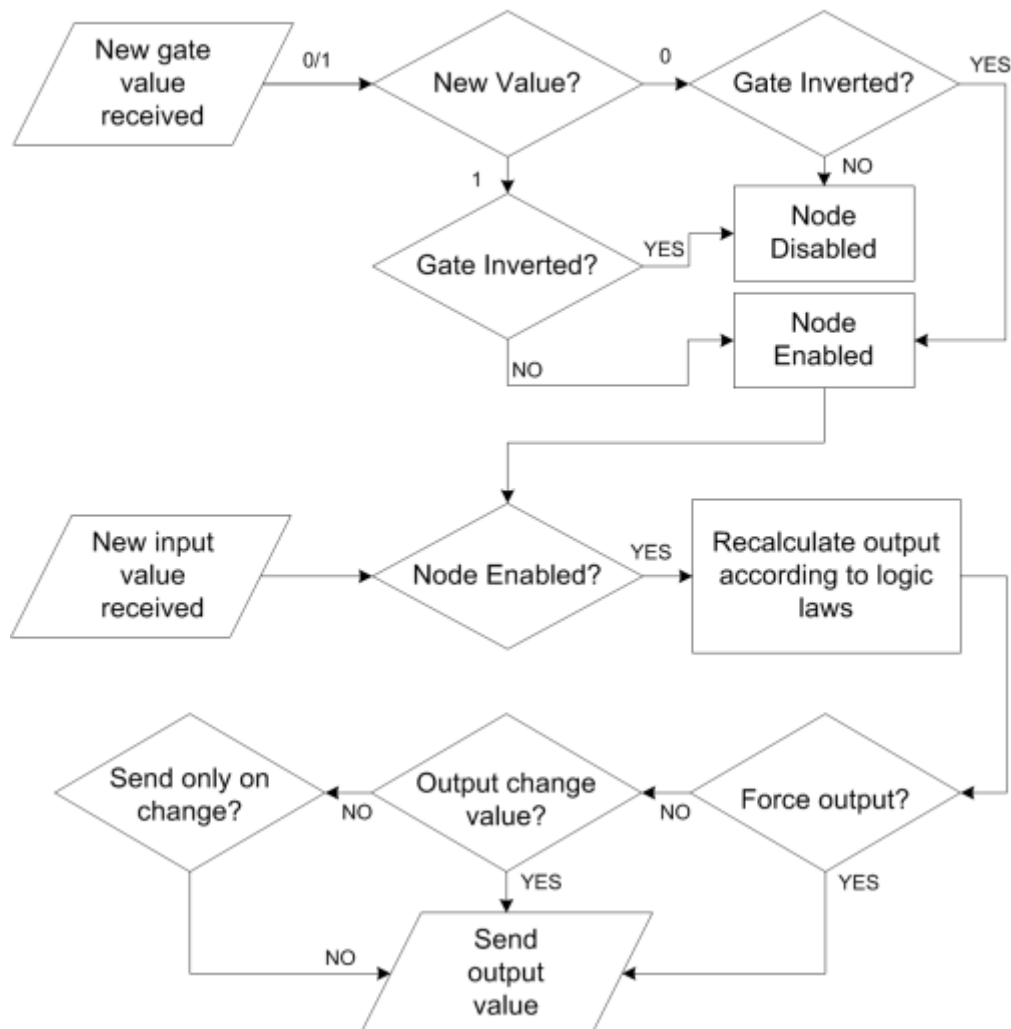 New gate
value
received
0/1
New Value?
0
Gate Inverted?
YES
NO
1
Gate Inverted?
YES
Node
Disabled
NO
Node
Enabled
New input
value
received
Node Enabled?
YES
Recalculate output
according to logic
laws
Send only on
change?
NO
Output change
value?
NO
Force output?
YES
YES
NO
Send
output
value